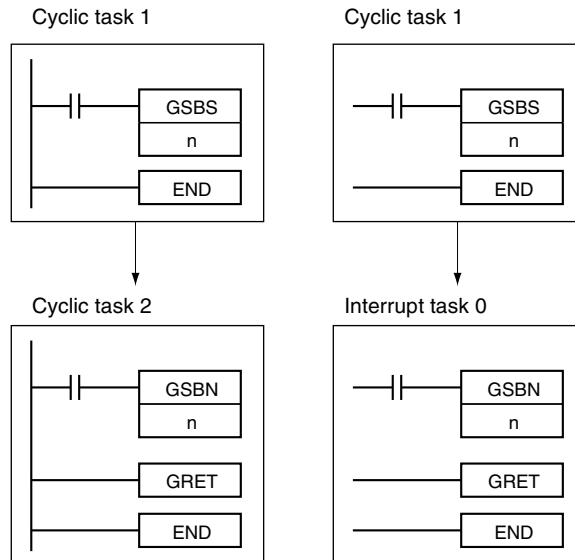 Cyclic task 1
GSBS
n
END
Cyclic task 2
GSBN
n
GRET
END
Cyclic task 1
GSBS
n
END
Interrupt task 0
GSBN
n
GRET
END